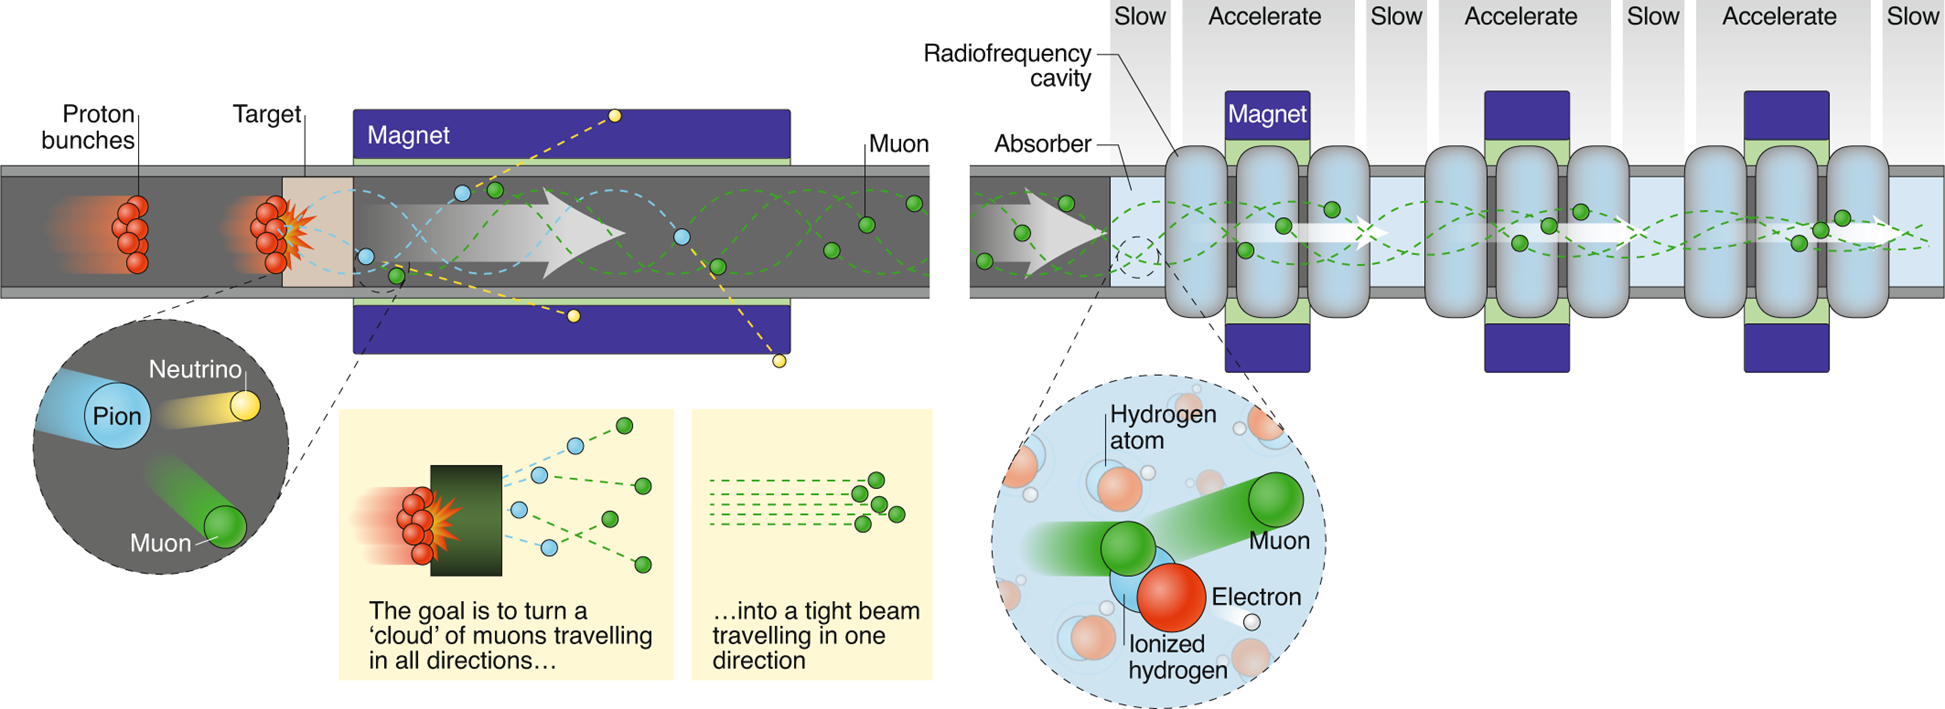 Slow
Accelerate
Slow
Accelerate
Slow
Accelerate
Slow
Radiofrequency
cavity
Proton
bunches
Target
Magnet
Muon
Absorber
Magnet
Neutrino
Pion
Muon
The goal is to turn a
‘cloud’ of muons travelling
in all directions…
…into a tight beam
travelling in one
direction
Hydrogen
atom
Muon
Electron
Ionized
hydrogen